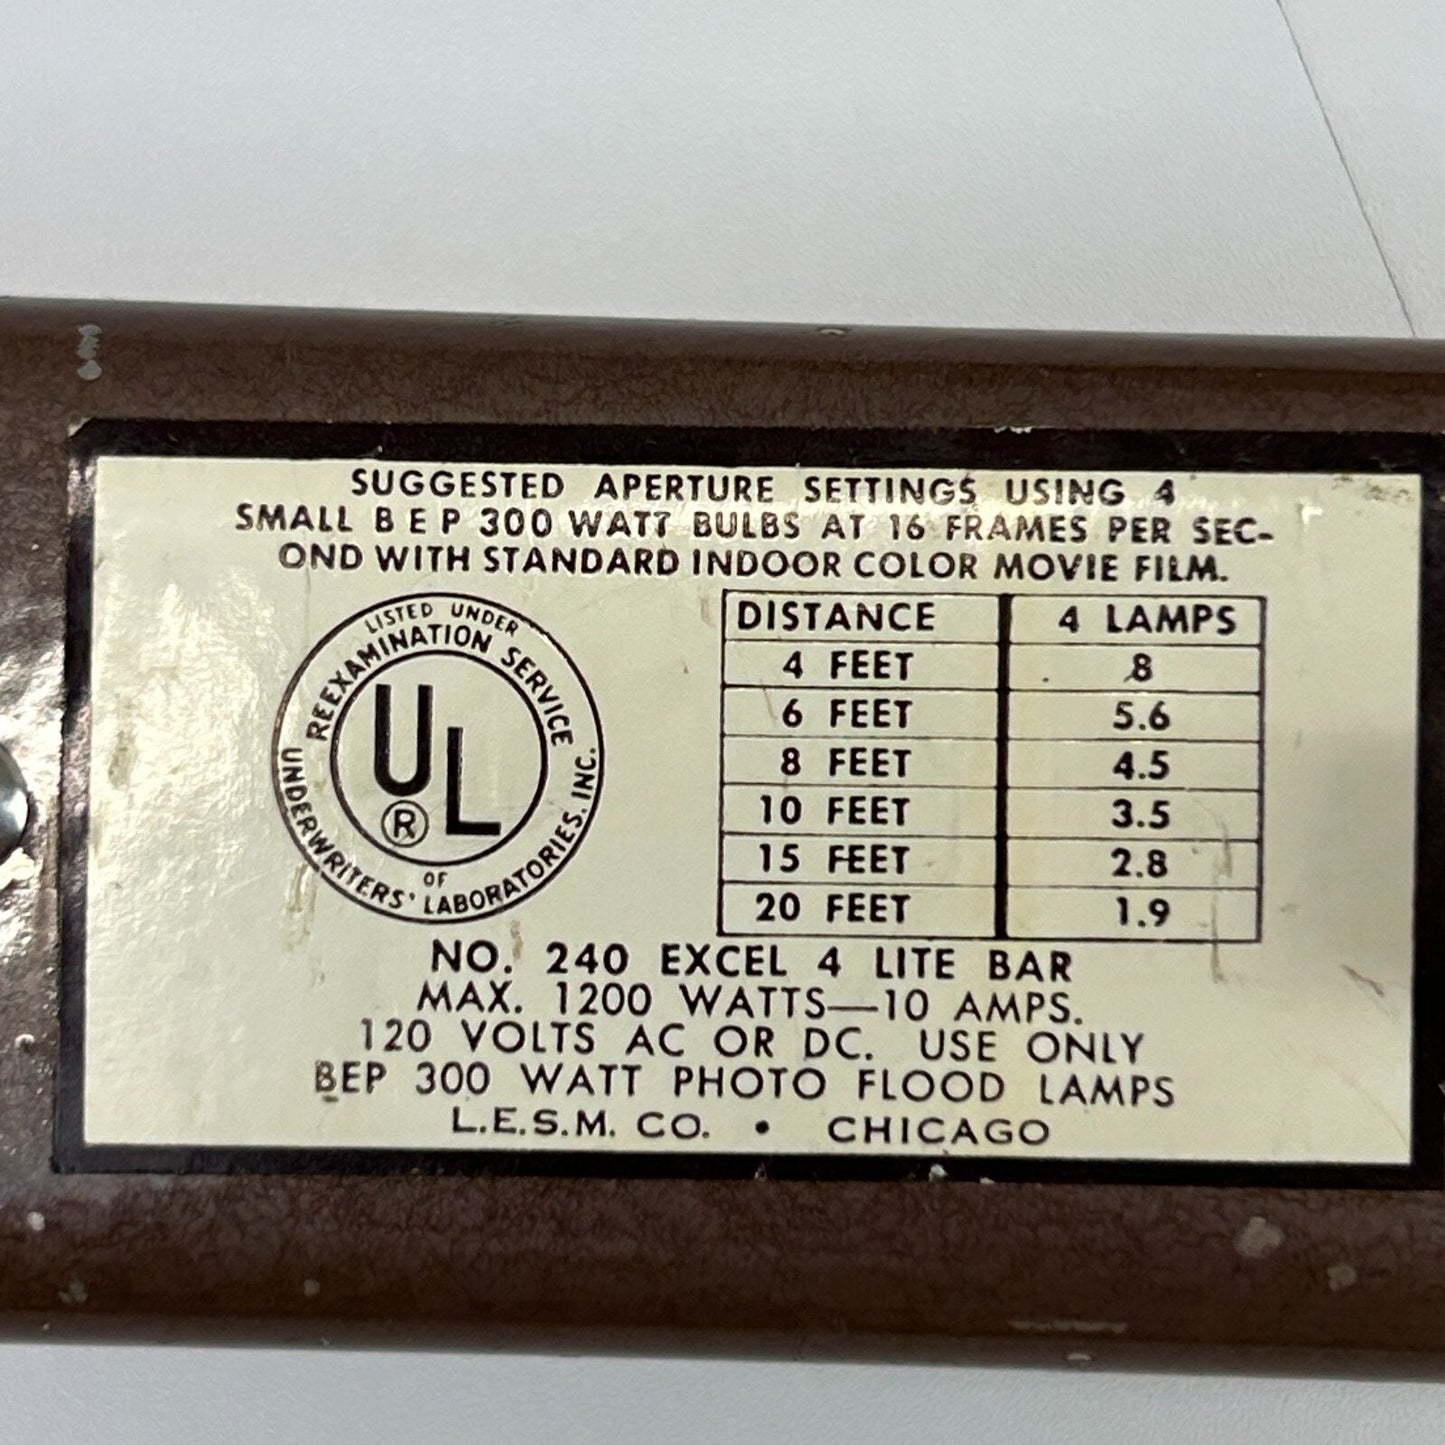 SUGGESTED APERTURE SETTINGS USING 4
SMALL B E P 300 WATT BULBS AT 16 FRAMES PER SEC-
OND WITH STANDARD INDOOR COLOR MOVIE FILM.
LISTED UNDER
REEXAMINATION SERVICE
UL
®
OF
UNDERWRITERS' LABORATORIES, INC.
DISTANCE 4 LAMPS
4 FEET 8
6 FEET 5.6
8 FEET 4.5
10 FEET 3.5
15 FEET 2.8
20 FEET 1.9
NO. 240 EXCEL 4 LITE BAR
MAX. 1200 WATTS—10 AMPS.
120 VOLTS AC OR DC. USE ONLY
BEP 300 WATT PHOTO FLOOD LAMPS
L.E.S.M. CO. • CHICAGO